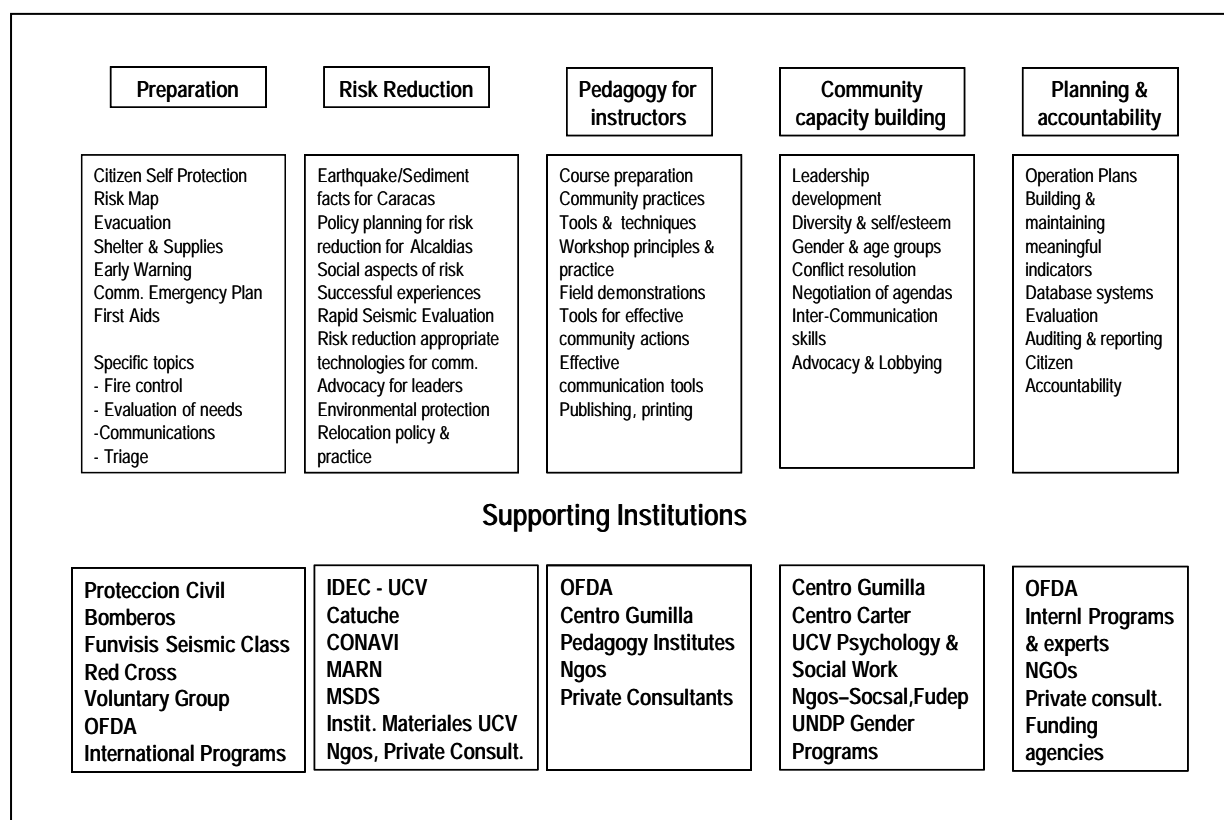 Preparation
Citizen Self Protection
Risk Map
Evacuation
Shelter & Supplies
Early Warning
Comm. Emergency Plan
First Aids
Specific topics
- Fire control
- Evaluation of needs
-Communications
- Triage
Risk Reduction
Earthquake/Sediment
facts for Caracas
Policy planning for risk
reduction for Alcaldias
Social aspects of risk
Successful experiences
Rapid Seismic Evaluation
Risk reduction appropriate
technologies for comm.
Advocacy for leaders
Environmental protection
Relocation policy &
practice
Pedagogy for
instructors
Course preparation
Community practices
Tools & techniques
Workshop principles &
practice
Field demonstrations
Tools for effective
community actions
Effective
communication tools
Publishing, printing
Community
capacity building
Leadership
development
Diversity & self/esteem
Gender & age groups
Conflict resolution
Negotiation of agendas
Inter-Communication
skills
Advocacy & Lobbying
Planning &
accountability
Operation Plans
Building &
maintaining
meaningful
indicators
Database systems
Evaluation
Auditing & reporting
Citizen
Accountability
Supporting Institutions
Proteccion Civil
Bomberos
Funvisis Seismic Class
Red Cross
Voluntary Group
OFDA
International Programs
IDEC - UCV
Catuche
CONAVI
MARN
MSDS
Instit. Materiales UCV
Ngos, Private Consult.
OFDA
Centro Gumilla
Pedagogy Institutes
Ngos
Private Consultants
Centro Gumilla
Centro Carter
UCV Psychology &
Social Work
Ngos–Socsal,Fudep
UNDP Gender
Programs
OFDA
Internl Programs
& experts
NGOs
Private consult.
Funding
agencies